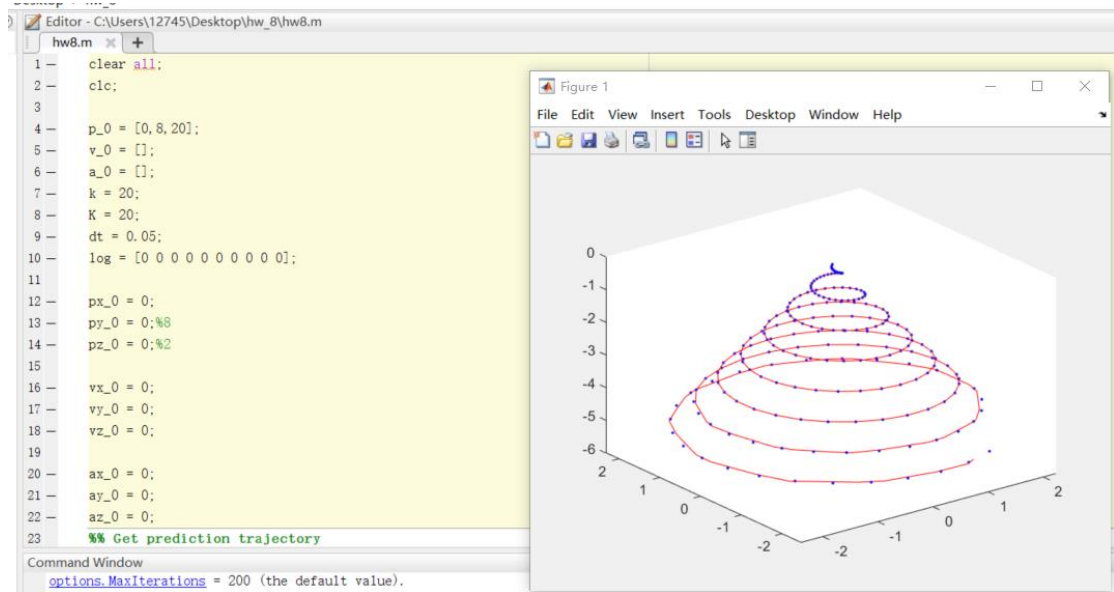 Editor - C:\Users\12745\Desktop\hw_8\hw8.m
hw8.m × +
1 — clear all;
2 — clc;
3
4 — p_0 = [0, 8, 20];
5 — v_0 = [];
6 — a_0 = [];
7 — k = 20;
8 — K = 20;
9 — dt = 0.05;
10 — log = [0 0 0 0 0 0 0 0 0 0 0];
11
12 — px_0 = 0;
13 — py_0 = 0;%8
14 — pz_0 = 0;%2
15
16 — vx_0 = 0;
17 — vy_0 = 0;
18 — vz_0 = 0;
19
20 — ax_0 = 0;
21 — ay_0 = 0;
22 — az_0 = 0;
23 %% Get prediction trajectory
Command Window
options.MaxIterations = 200 (the default value).
Figure 1
File Edit View Insert Tools Desktop Window Help
0
-1
-2
-3
-4
-5
-6
2
1
0
-1
-2
-2
-1
0
1
2